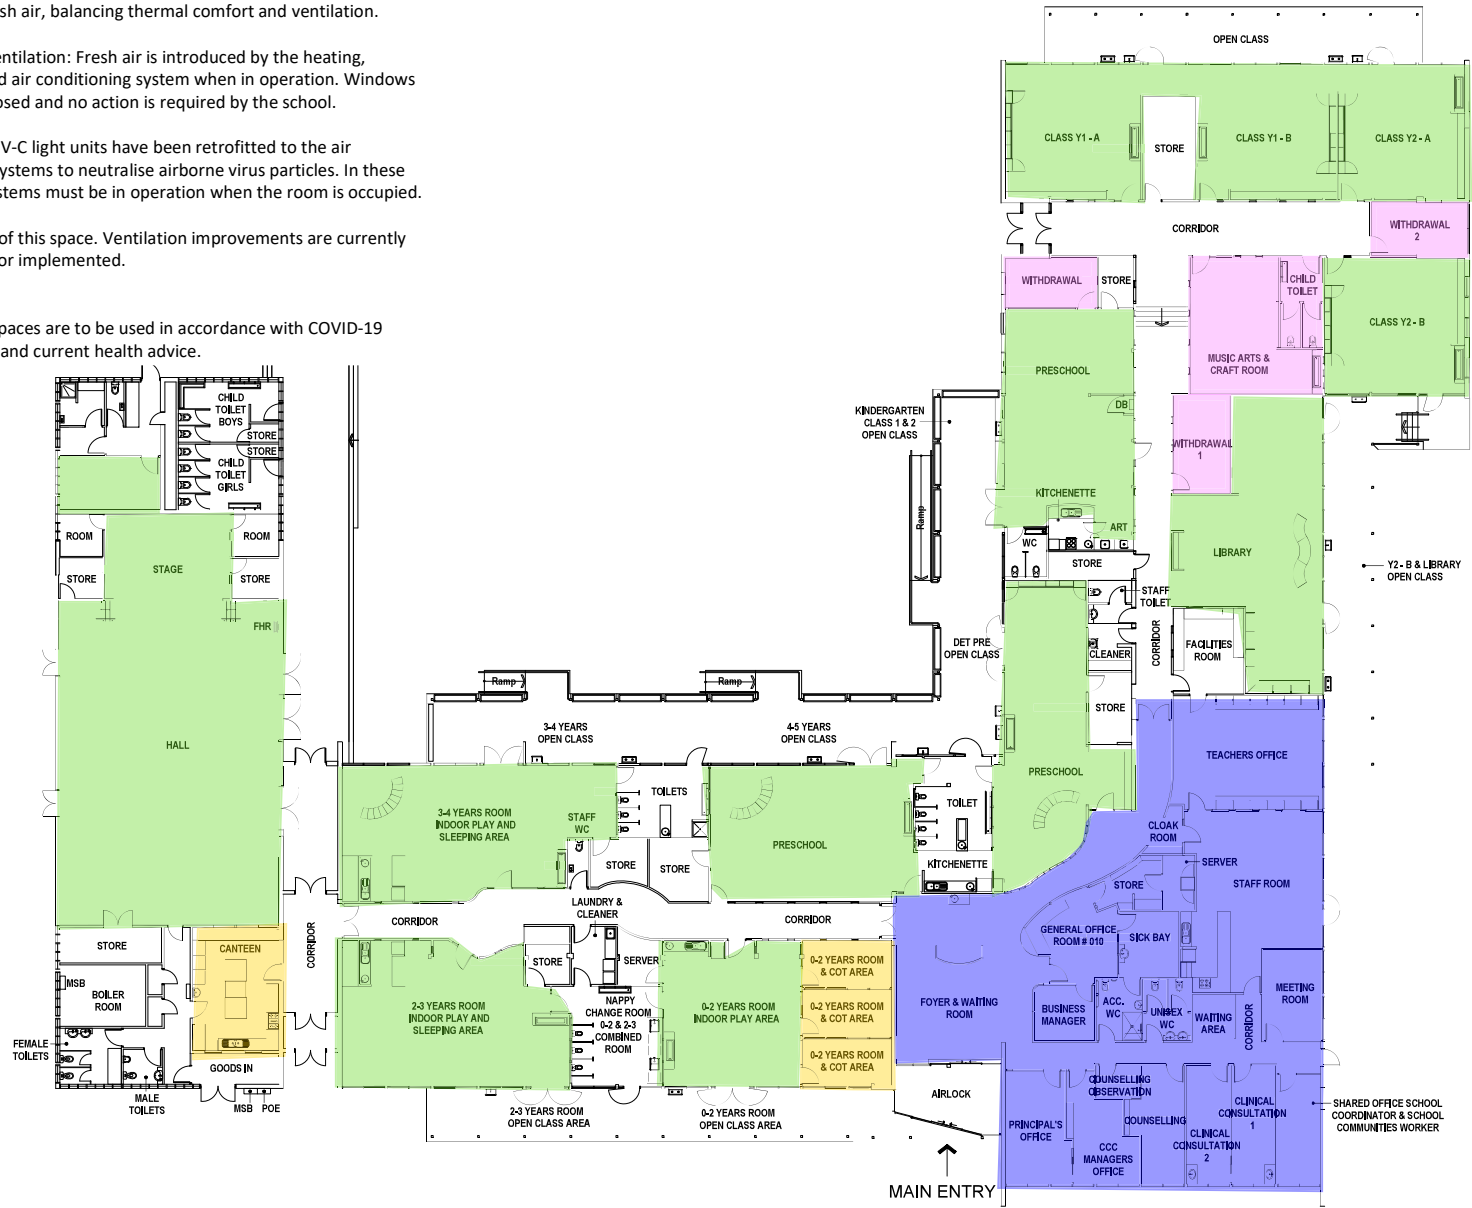 sh air, balancing thermal comfort and ventilation.
entilation: Fresh air is introduced by the heating,
d air conditioning system when in operation. Windows
osed and no action is required by the school.
V-C light units have been retrofitted to the air
ystems to neutralise airborne virus particles. In these
stems must be in operation when the room is occupied.
of this space. Ventilation improvements are currently
or implemented.
paces are to be used in accordance with COVID-19
and current health advice.
OPEN CLASS
CLASS Y1 - A
STORE
CLASS Y1 - B
CLASS Y2 - A
CORRIDOR
WITHDRAWAL
2
WITHDRAWAL
STORE
CHILD
TOILET
CLASS Y2 - B
MUSIC ARTS &
CRAFT ROOM
PRESCHOOL
DB
KINDERGARTEN
CLASS 1 & 2
OPEN CLASS
WITHDRAWAL
1
CHILD
TOILET
BOYS
STORE
STORE
CHILD
TOILET
GIRLS
KITCHENETTE
ART
Ramp
WC
STORE
LIBRARY
Y2 - B & LIBRARY
OPEN CLASS
ROOM
ROOM
STAGE
STORE
STORE
STAFF
TOILET
FHR
DET PRE
OPEN CLASS
CLEANER
CORRIDOR
FACILITIES
ROOM
Ramp
Ramp
STORE
3-4 YEARS
OPEN CLASS
4-5 YEARS
OPEN CLASS
HALL
TEACHERS OFFICE
PRESCHOOL
TOILETS
TOILET
3-4 YEARS ROOM
INDOOR PLAY AND
SLEEPING AREA
STAFF
WC
CLOAK
ROOM
PRESCHOOL
STORE
STORE
KITCHENETTE
SERVER
STORE
STAFF ROOM
LAUNDRY &
CLEANER
CORRIDOR
CORRIDOR
GENERAL OFFICE
ROOM # 010
SICK BAY
STORE
CANTEEN
CORRIDOR
STORE
SERVER
0-2 YEARS ROOM
& COT AREA
MSB
BOILER
ROOM
NAPPY
CHANGE ROOM
0-2 & 2-3
COMBINED
ROOM
2-3 YEARS ROOM
INDOOR PLAY AND
SLEEPING AREA
0-2 YEARS ROOM
INDOOR PLAY AREA
0-2 YEARS ROOM
& COT AREA
FOYER & WAITING
ROOM
BUSINESS
MANAGER
ACC.
WC
UNISEX
WC
WAITING
AREA
CORRIDOR
MEETING
ROOM
FEMALE
TOILETS
0-2 YEARS ROOM
& COT AREA
GOODS IN
MALE
TOILETS
MSB
POE
2-3 YEARS ROOM
OPEN CLASS AREA
0-2 YEARS ROOM
OPEN CLASS AREA
AIRLOCK
COUNSELLING
OBSERVATION
PRINCIPAL'S
OFFICE
COUNSELLING
CCC
MANAGERS
OFFICE
CLINICAL
CONSULTATION
2
CLINICAL
CONSULTATION
1
SHARED OFFICE SCHOOL
COORDINATOR & SCHOOL
COMMUNITIES WORKER
MAIN ENTRY